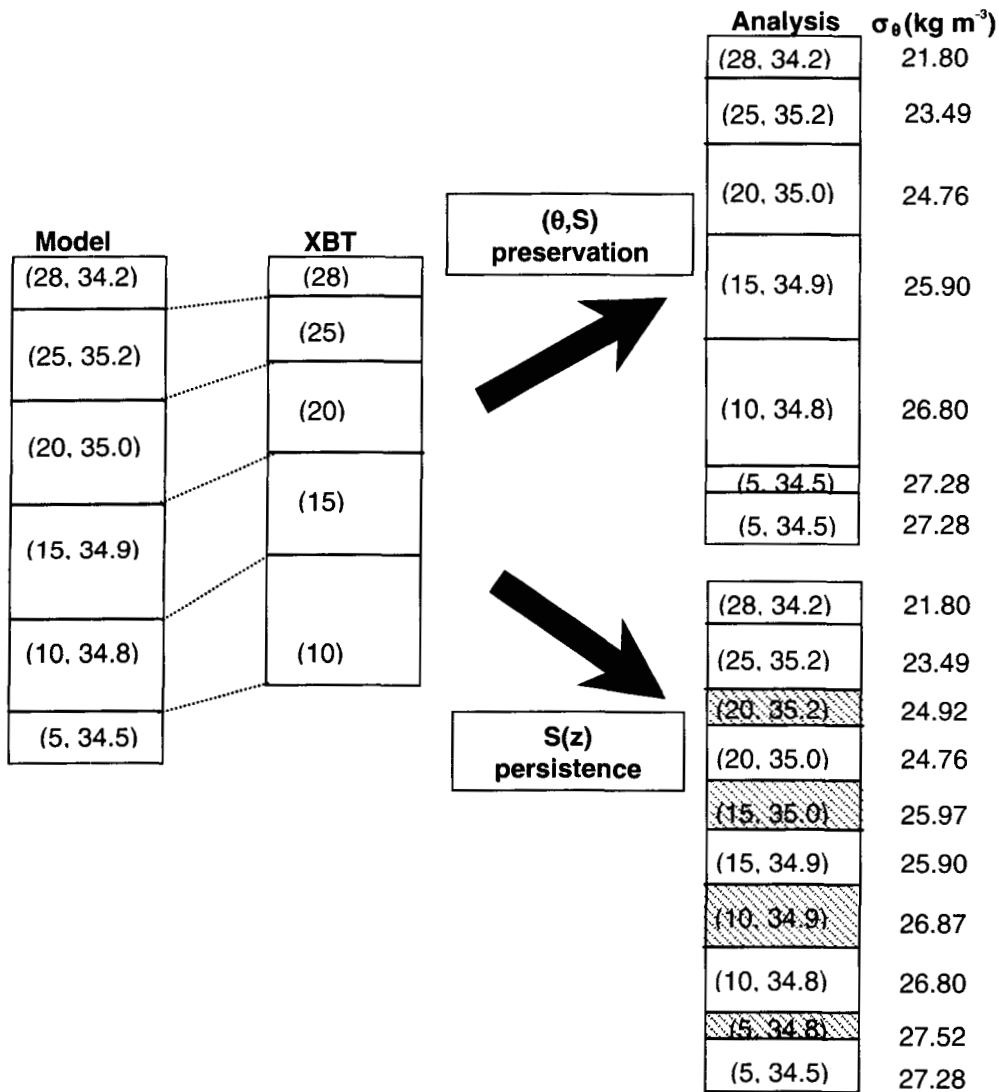 Model
(28, 34.2)
(25, 35.2)
(20, 35.0)
(15, 34.9)
(10, 34.8)
(5, 34.5)
XBT
(28)
(25)
(20)
(15)
(10)
(θ,S)
preservation
S(z)
persistence
Analysis σθ(kg m⁻³)
(28, 34.2) 21.80
(25, 35.2) 23.49
(20, 35.0) 24.76
(15, 34.9) 25.90
(10, 34.8) 26.80
(5, 34.5) 27.28
(5, 34.5) 27.28
(28, 34.2) 21.80
(25, 35.2) 23.49
(20, 35.2) 24.92
(20, 35.0) 24.76
(15, 35.0) 25.97
(15, 34.9) 25.90
(10, 34.9) 26.87
(10, 34.8) 26.80
(5, 34.8) 27.52
(5, 34.5) 27.28